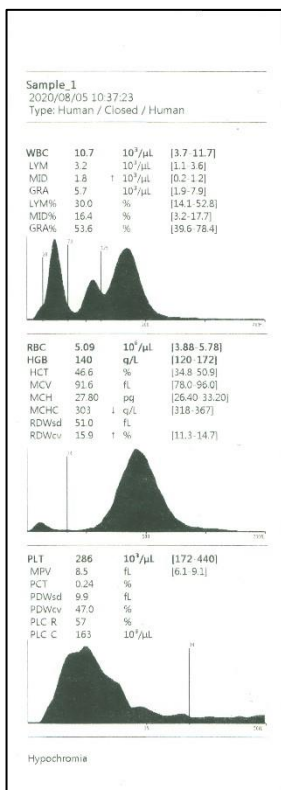 Sample_1
2020/08/05 10:37:23
Type: Human / Closed / Human
WBC 10.7 10³/µL [3.7-11.7]
LYM 3.2 10³/µL [1.1-3.6]
MID 1.8 ↑ 10³/µL [0.2-1.2]
GRA 5.7 10³/µL [1.9-7.9]
LYM% 30.0 % [14.1-52.8]
MID% 16.4 % [3.2-17.7]
GRA% 53.6 % [39.6-78.4]
RBC 5.09 10⁶/µL [3.88-5.78]
HGB 140 g/L [120-172]
HCT 46.6 % [34.8-50.9]
MCV 91.6 fL [78.0-96.0]
MCH 27.80 pg [26.40-33.20]
MCHC 303 ↓ g/L [318-367]
RDWsd 51.0 fL
RDWcv 15.9 ↑ % [11.3-14.7]
PLT 286 10³/µL [172-440]
MPV 8.5 fL [6.1-9.1]
PCT 0.24 %
PDWsd 9.9 fL
PDWcv 47.0 %
PLC R 57 %
PLC C 163 10³/µL
Hypochromia